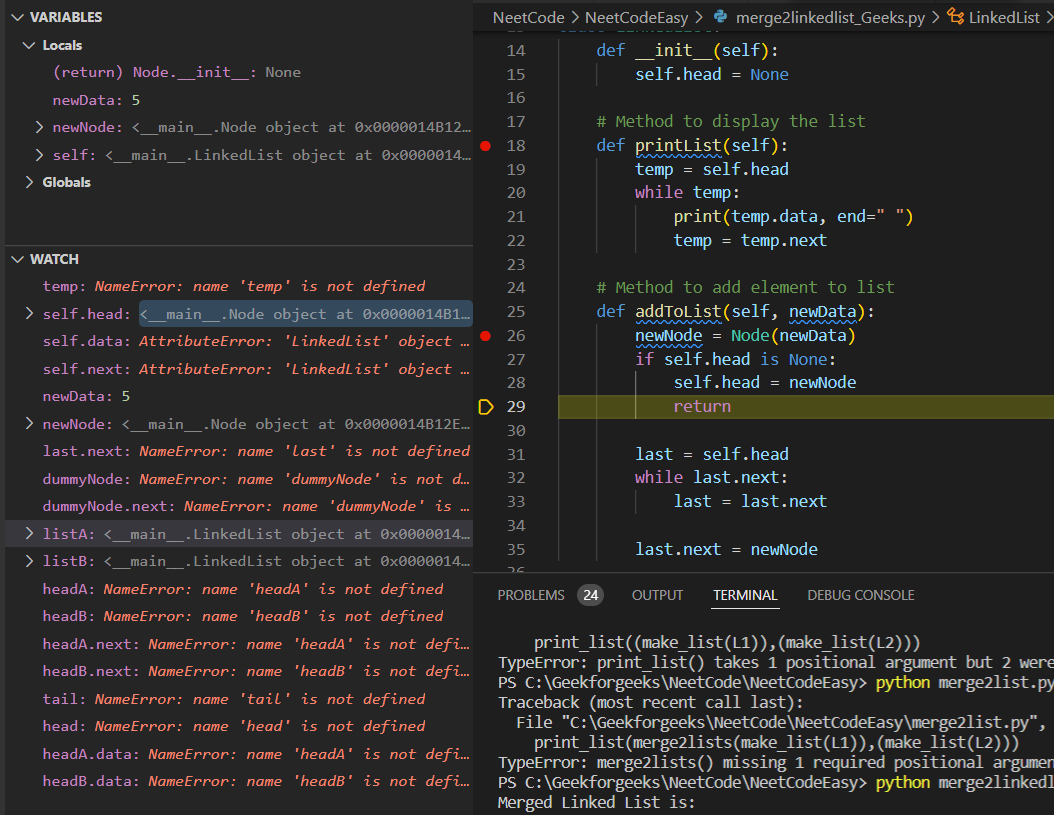 VARIABLES
Locals
(return) Node.__init__: None
newData: 5
newNode: <__main__.Node object at 0x0000014B12…
self: <__main__.LinkedList object at 0x0000014…
Globals
WATCH
temp: NameError: name 'temp' is not defined
self.head: <__main__.Node object at 0x0000014B1…
self.data: AttributeError: 'LinkedList' object …
self.next: AttributeError: 'LinkedList' object …
newData: 5
newNode: <__main__.Node object at 0x0000014B12E…
last.next: NameError: name 'last' is not defined
dummyNode: NameError: name 'dummyNode' is not d…
dummyNode.next: NameError: name 'dummyNode' is …
listA: <__main__.LinkedList object at 0x0000014…
listB: <__main__.LinkedList object at 0x0000014…
headA: NameError: name 'headA' is not defined
headB: NameError: name 'headB' is not defined
headA.next: NameError: name 'headA' is not defi…
headB.next: NameError: name 'headB' is not defi…
tail: NameError: name 'tail' is not defined
head: NameError: name 'head' is not defined
headA.data: NameError: name 'headA' is not defi…
headB.data: NameError: name 'headB' is not defi…
NeetCode > NeetCodeEasy > merge2linkedlist_Geeks.py > LinkedList >
14 def __init__(self):
15 self.head = None
16
17 # Method to display the list
18 def printList(self):
19 temp = self.head
20 while temp:
21 print(temp.data, end=" ")
22 temp = temp.next
23
24 # Method to add element to list
25 def addToList(self, newData):
26 newNode = Node(newData)
27 if self.head is None:
28 self.head = newNode
29 return
30
31 last = self.head
32 while last.next:
33 last = last.next
34
35 last.next = newNode
PROBLEMS 24 OUTPUT TERMINAL DEBUG CONSOLE
print_list((make_list(L1)),(make_list(L2)))
TypeError: print_list() takes 1 positional argument but 2 were
PS C:\Geekforgeeks\NeetCode\NeetCodeEasy> python merge2list.py
Traceback (most recent call last):
File "C:\Geekforgeeks\NeetCode\NeetCodeEasy\merge2list.py",
print_list(merge2lists(make_list(L1)),(make_list(L2)))
TypeError: merge2lists() missing 1 required positional argumen
PS C:\Geekforgeeks\NeetCode\NeetCodeEasy> python merge2linkedl
Merged Linked List is: